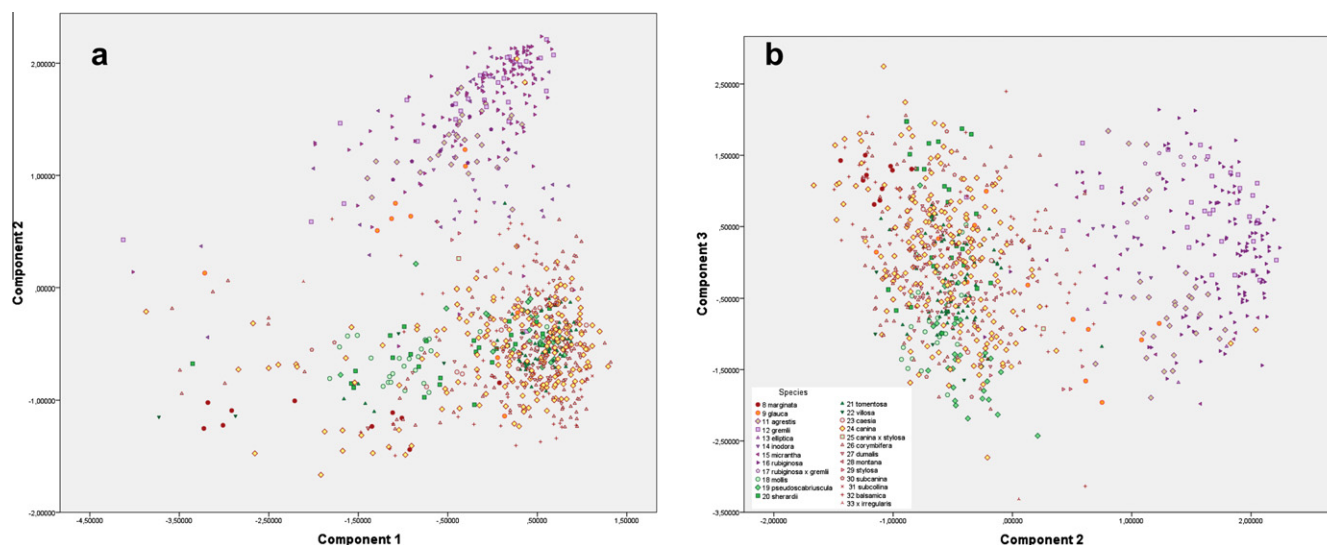 a
2,00000
1,00000
,00000
-1,00000
-2,00000
Component 2
-4,50000 -3,50000 -2,50000 -1,50000 -,50000 ,50000 1,50000
Component 1
b
2,50000
1,50000
,50000
-,50000
-1,50000
-2,50000
-3,50000
Component 3
Species
8 marginata
9 glauca
11 agrestis
12 gremli
13 elliptica
14 inodora
15 micrantha
16 rubiginosa
17 rubiginosa x gremli
18 mollis
19 pseudoscabriuscula
20 sherardii
21 tomentosa
22 villosa
23 caesia
24 canina
25 canina x stylosa
26 corymbifera
27 dumalis
28 montana
29 stylosa
30 subcanina
31 subcollina
32 balsamica
33 x irregularis
-2,00000 -1,00000 ,00000 1,00000 2,00000
Component 2